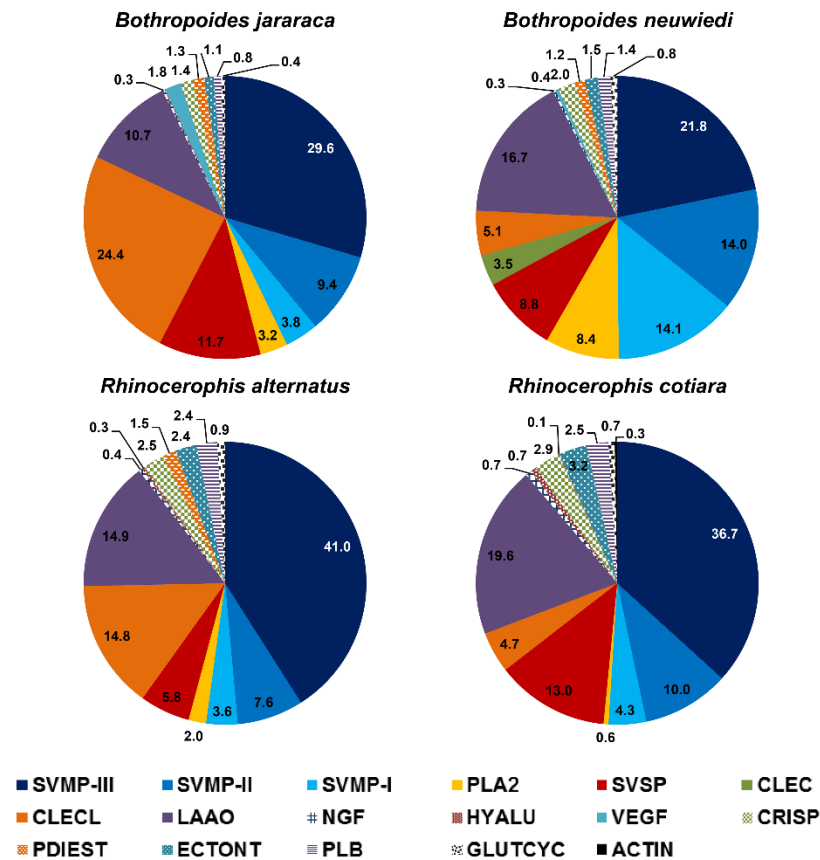 Bothropoides jararaca Bothropoides neuwiedi
0.3 1.8 1.4 1.3 1.1 0.8 0.4
10.7 29.6
24.4 9.4
11.7 3.2 3.8
0.3 0.4 2.0 1.2 1.5 1.4 0.8
16.7 21.8
5.1 14.0
3.5
8.8 8.4 14.1
Rhinocerophis alternatus Rhinocerophis cotiara
0.4 0.3 2.5 1.5 2.4 2.4 0.9
14.9 41.0
14.8
5.8 3.6 7.6
2.0
0.7 0.7 2.9 0.1 3.2 2.5 0.7 0.3
19.6 36.7
4.7
13.0 4.3 10.0
0.6
SVMP-III SVMP-II SVMP-I PLA2 SVSP CLEC
CLECL LAAO NGF HYALU VEGF CRISP
PDIEST ECTONT PLB GLUTCYC ACTIN